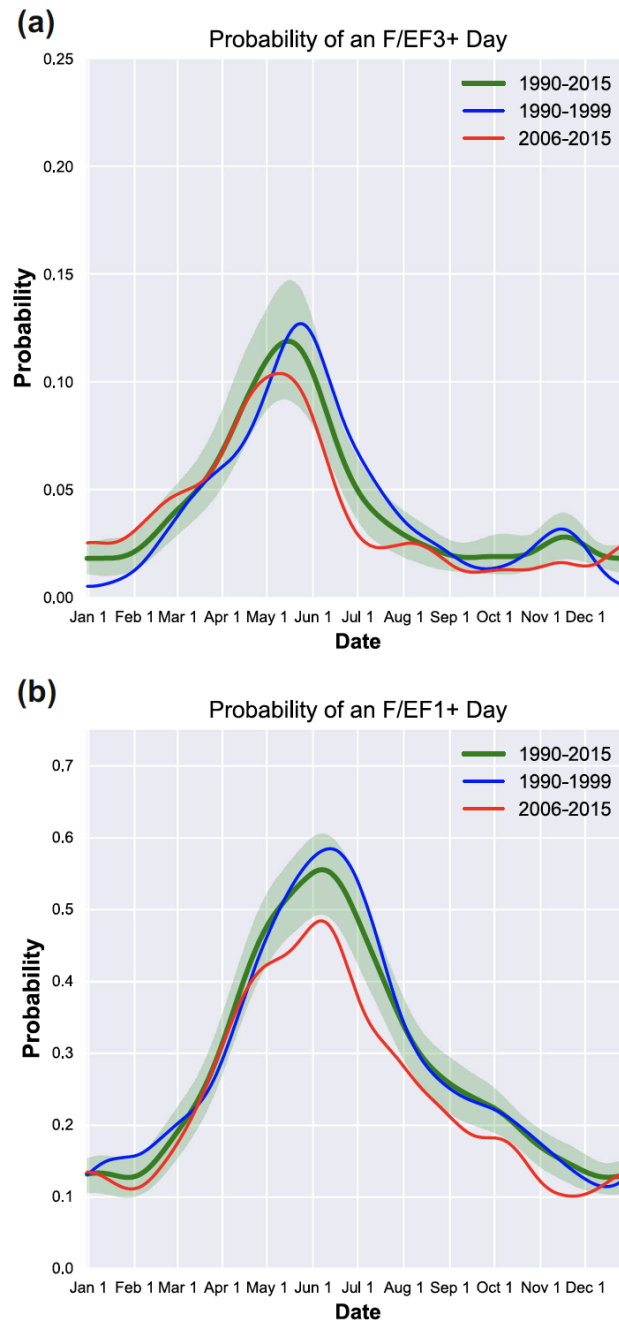 (a)
Probability of an F/EF3+ Day
0.25
1990-2015
1990-1999
2006-2015
0.20
0.15
Probability
0.10
0.05
0.00
Jan 1 Feb 1 Mar 1 Apr 1 May 1 Jun 1 Jul 1 Aug 1 Sep 1 Oct 1 Nov 1 Dec 1
Date
(b)
Probability of an F/EF1+ Day
0.7
1990-2015
1990-1999
2006-2015
0.6
0.5
0.4
Probability
0.3
0.2
0.1
0.0
Jan 1 Feb 1 Mar 1 Apr 1 May 1 Jun 1 Jul 1 Aug 1 Sep 1 Oct 1 Nov 1 Dec 1
Date